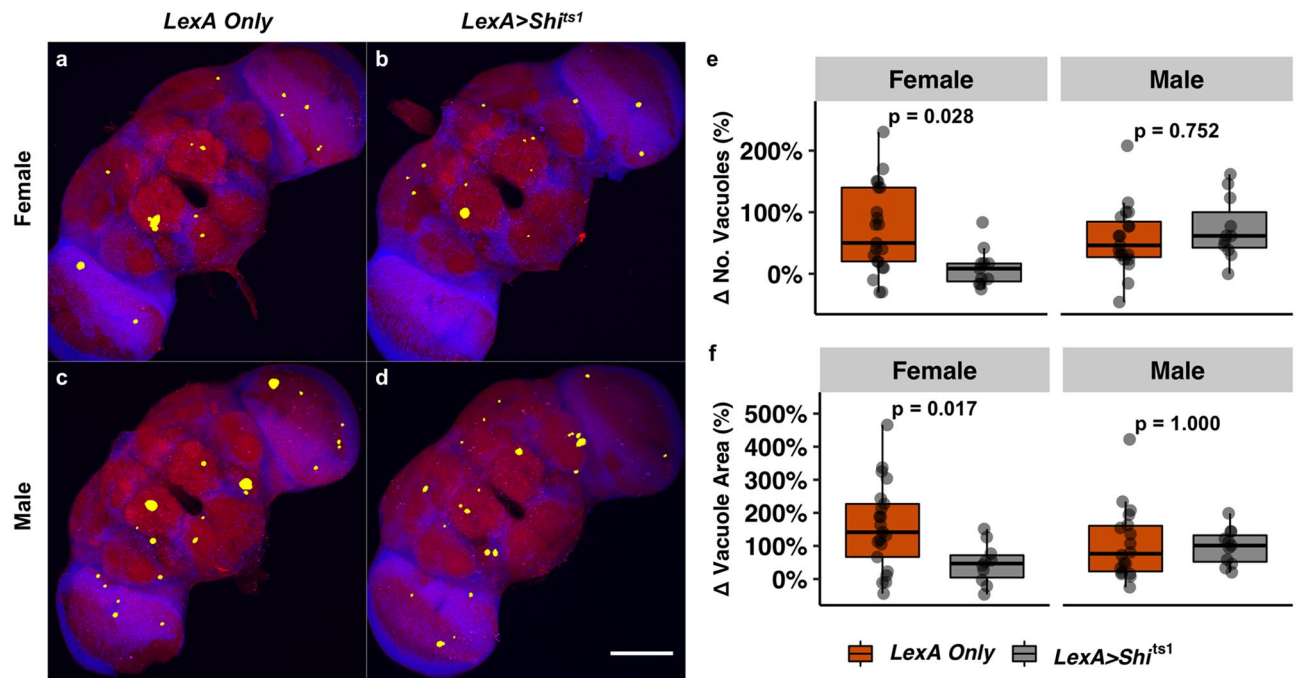 LexA Only LexA>Shi^ts1
Female
Male
a
b
c
d
e
Female Male
Δ No. Vacuoles (%)
200%
100%
0%
p = 0.028
p = 0.752
f
Female Male
Δ Vacuole Area (%)
500%
400%
300%
200%
100%
0%
p = 0.017
p = 1.000
LexA Only LexA>Shi^ts1